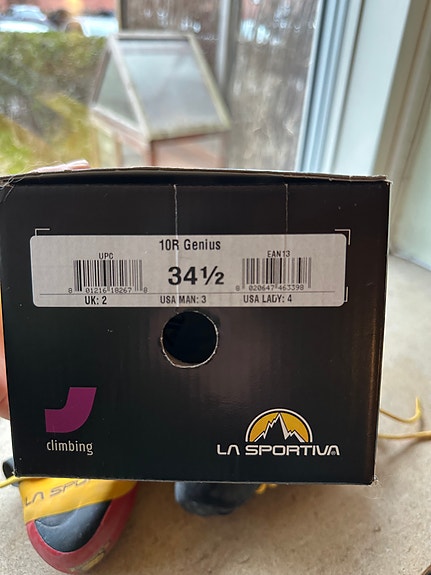 10R Genius
UPC
EAN13
34½
8 01216 18267 8
8 020647 463398
UK: 2
USA MAN: 3
USA LADY: 4
climbing
LA SPORTIVA
LA SPO